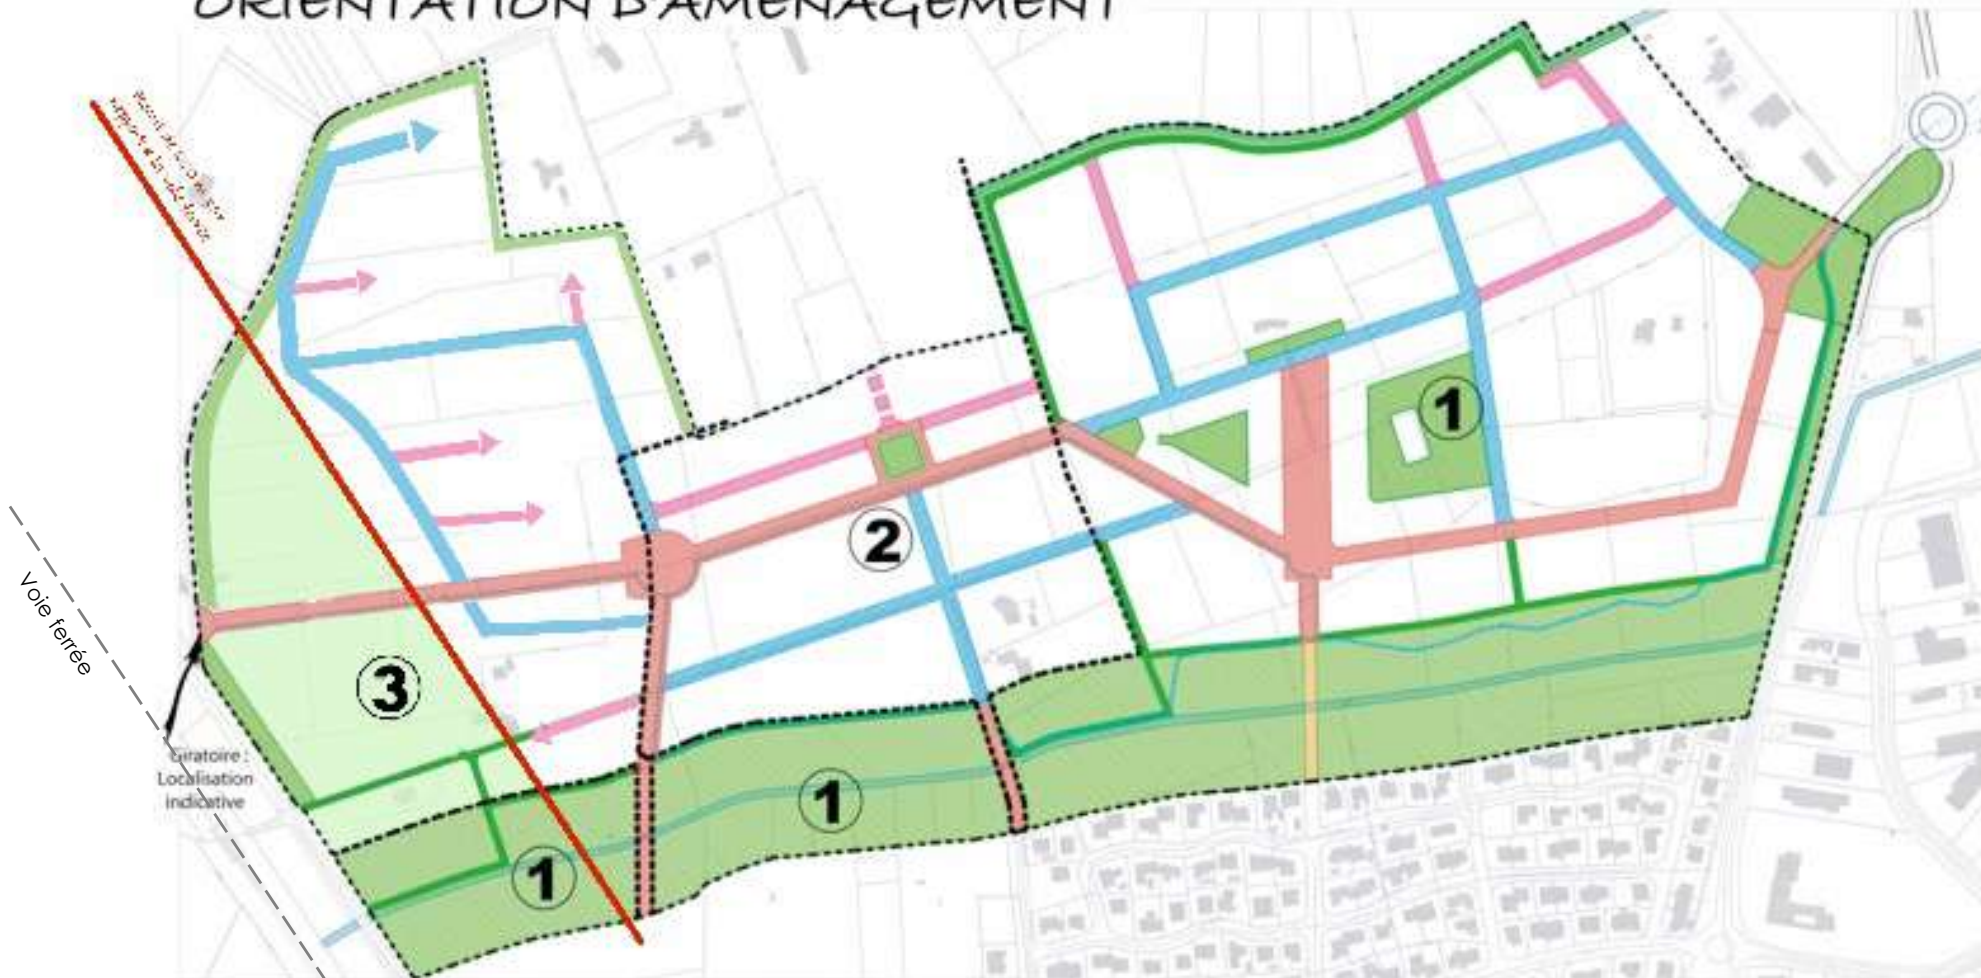 ORIENTATION D'AMENAGEMENT
1
2
Voie ferrée
3
Giratoire :
Localisation
indicative
1
1